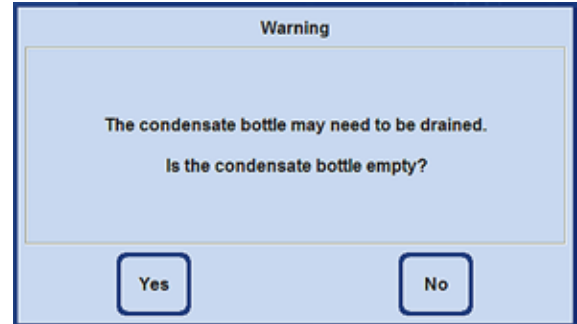 Warning
The condensate bottle may need to be drained.
Is the condensate bottle empty?
Yes
No